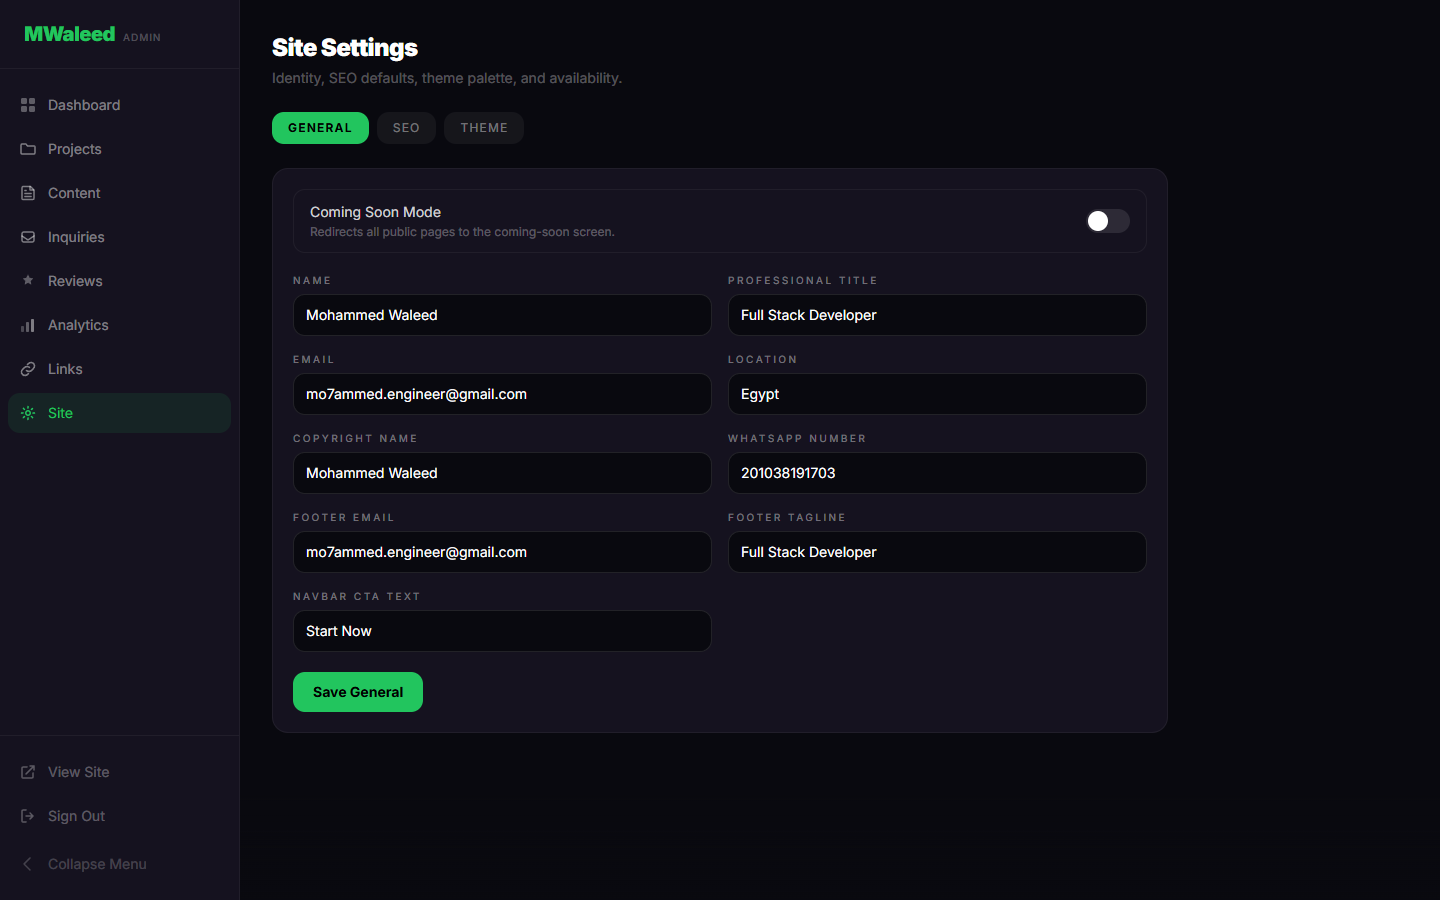 MWaleed ADMIN
Dashboard
Projects
Content
Inquiries
Reviews
Analytics
Links
Site
View Site
Sign Out
Collapse Menu
Site Settings
Identity, SEO defaults, theme palette, and availability.
GENERAL SEO THEME
Coming Soon Mode
Redirects all public pages to the coming-soon screen.
NAME
Mohammed Waleed
PROFESSIONAL TITLE
Full Stack Developer
EMAIL
mo7ammed.engineer@gmail.com
LOCATION
Egypt
COPYRIGHT NAME
Mohammed Waleed
WHATSAPP NUMBER
201038191703
FOOTER EMAIL
mo7ammed.engineer@gmail.com
FOOTER TAGLINE
Full Stack Developer
NAVBAR CTA TEXT
Start Now
Save General